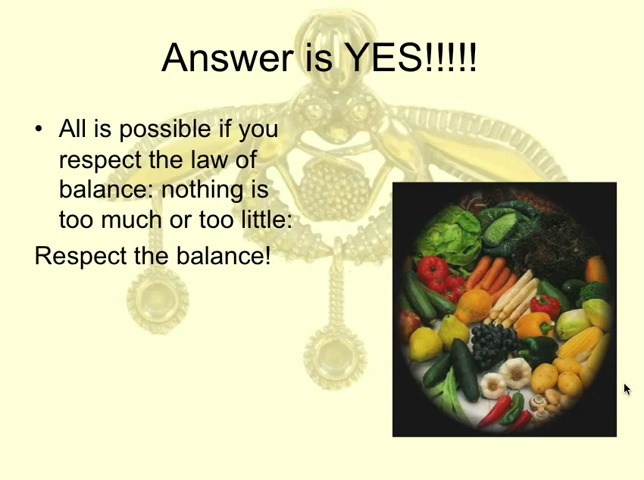 Answer is YES!!!!!
• All is possible if you
respect the law of
balance: nothing is
too much or too little:
Respect the balance!